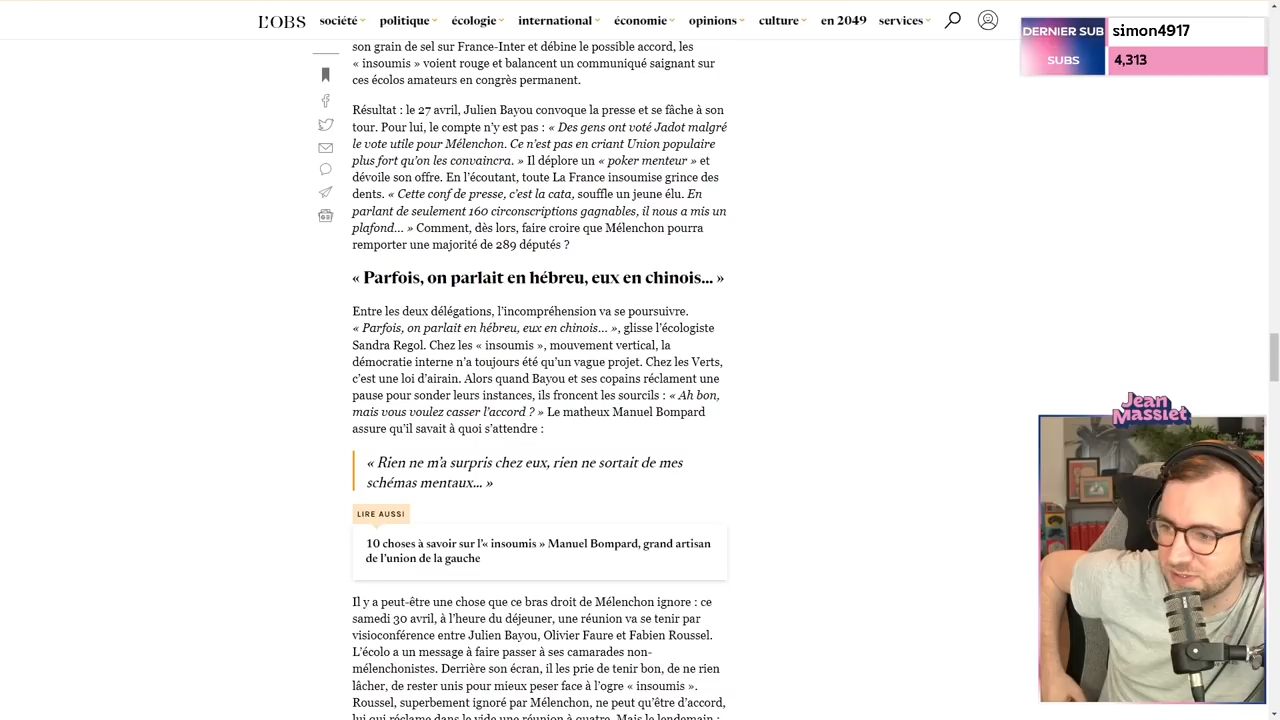 L'OBS
société politique écologie international économie opinions culture en 2049 services
DERNIER SUB simon4917
SUBS 4,313
son grain de sel sur France-Inter et débine le possible accord, les
« insoumis » voient rouge et balancent un communiqué saignant sur
ces écolos amateurs en congrès permanent.
Résultat : le 27 avril, Julien Bayou convoque la presse et se fâche à son
tour. Pour lui, le compte n'y est pas : « Des gens ont voté Jadot malgré
le vote utile pour Mélenchon. Ce n'est pas en criant Union populaire
plus fort qu'on les convaincra. » Il déplore un « poker menteur » et
dévoile son offre. En l'écoutant, toute La France insoumise grince des
dents. « Cette conf de presse, c'est la cata, souffle un jeune élu. En
parlant de seulement 160 circonscriptions gagnables, il nous a mis un
plafond... » Comment, dès lors, faire croire que Mélenchon pourra
remporter une majorité de 289 députés ?
« Parfois, on parlait en hébreu, eux en chinois... »
Entre les deux délégations, l'incompréhension va se poursuivre.
« Parfois, on parlait en hébreu, eux en chinois... », glisse l'écologiste
Sandra Regol. Chez les « insoumis », mouvement vertical, la
démocratie interne n'a toujours été qu'un vague projet. Chez les Verts,
c'est une loi d'airain. Alors quand Bayou et ses copains réclament une
pause pour sonder leurs instances, ils froncent les sourcils : « Ah bon,
mais vous voulez casser l'accord ? » Le matheux Manuel Bompard
assure qu'il savait à quoi s'attendre :
« Rien ne m'a surpris chez eux, rien ne sortait de mes
schémas mentaux... »
LIRE AUSSI
10 choses à savoir sur l'« insoumis » Manuel Bompard, grand artisan
de l'union de la gauche
Il y a peut-être une chose que ce bras droit de Mélenchon ignore : ce
samedi 30 avril, à l'heure du déjeuner, une réunion va se tenir par
visioconférence entre Julien Bayou, Olivier Faure et Fabien Roussel.
L'écolo a un message à faire passer à ses camarades non-
mélenchonistes. Derrière son écran, il les prie de tenir bon, de ne rien
lâcher, de rester unis pour mieux peser face à l'ogre « insoumis ».
Roussel, superbement ignoré par Mélenchon, ne peut qu'être d'accord,
lui qui réclame dans le vide une réunion à quatre. Mais le lendemain :
Jean
Massiet